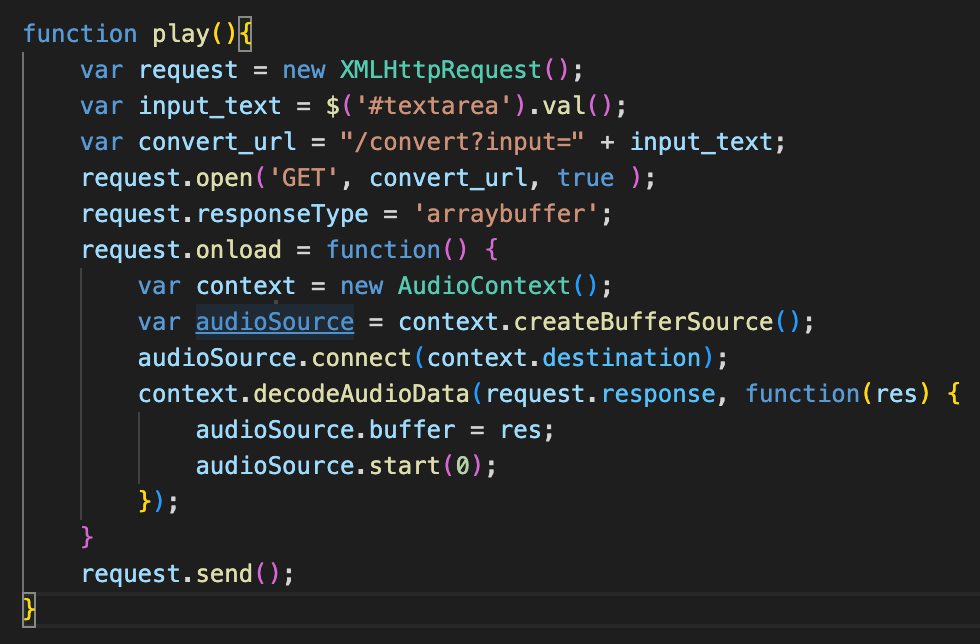 function play(){
    var request = new XMLHttpRequest();
    var input_text = $('#textarea').val();
    var convert_url = "/convert?input=" + input_text;
    request.open('GET', convert_url, true );
    request.responseType = 'arraybuffer';
    request.onload = function() {
        var context = new AudioContext();
        var audioSource = context.createBufferSource();
        audioSource.connect(context.destination);
        context.decodeAudioData(request.response, function(res) {
            audioSource.buffer = res;
            audioSource.start(0);
        });
    }
    request.send();
}